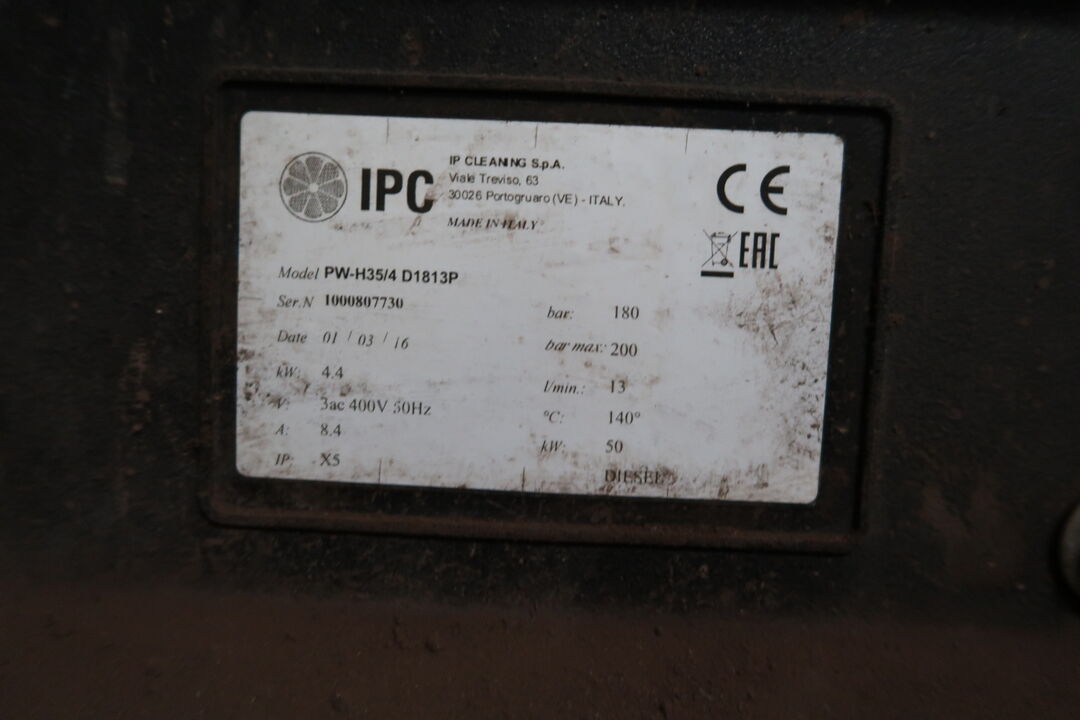 IPC
IP CLEANING S.p.A.
Viale Treviso, 63
30026 Portogruaro (VE) - ITALY.
MADE IN ITALY
CE
EAC
Model PW-H35/4 D1813P
Ser.N 1000807730
Date 01 / 03 / 16
kW: 4.4
V: 3ac 400V 50Hz
A: 8.4
IP: X5
bar: 180
bar max: 200
l/min.: 13
°C: 140°
kW: 50
DIESEL